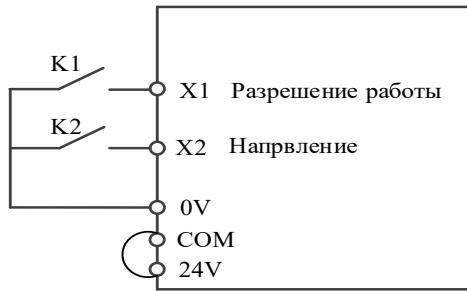 K1
X1 Разрешение работы
K2
X2 Напрвление
0V
COM
24V